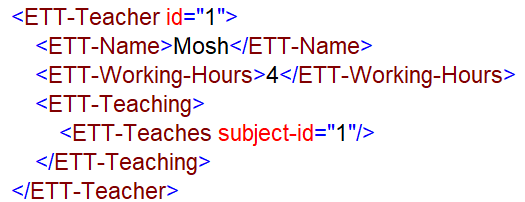 <ETT-Teacher id="1">
<ETT-Name>Mosh</ETT-Name>
<ETT-Working-Hours>4</ETT-Working-Hours>
<ETT-Teaching>
<ETT-Teaches subject-id="1"/>
</ETT-Teaching>
</ETT-Teacher>